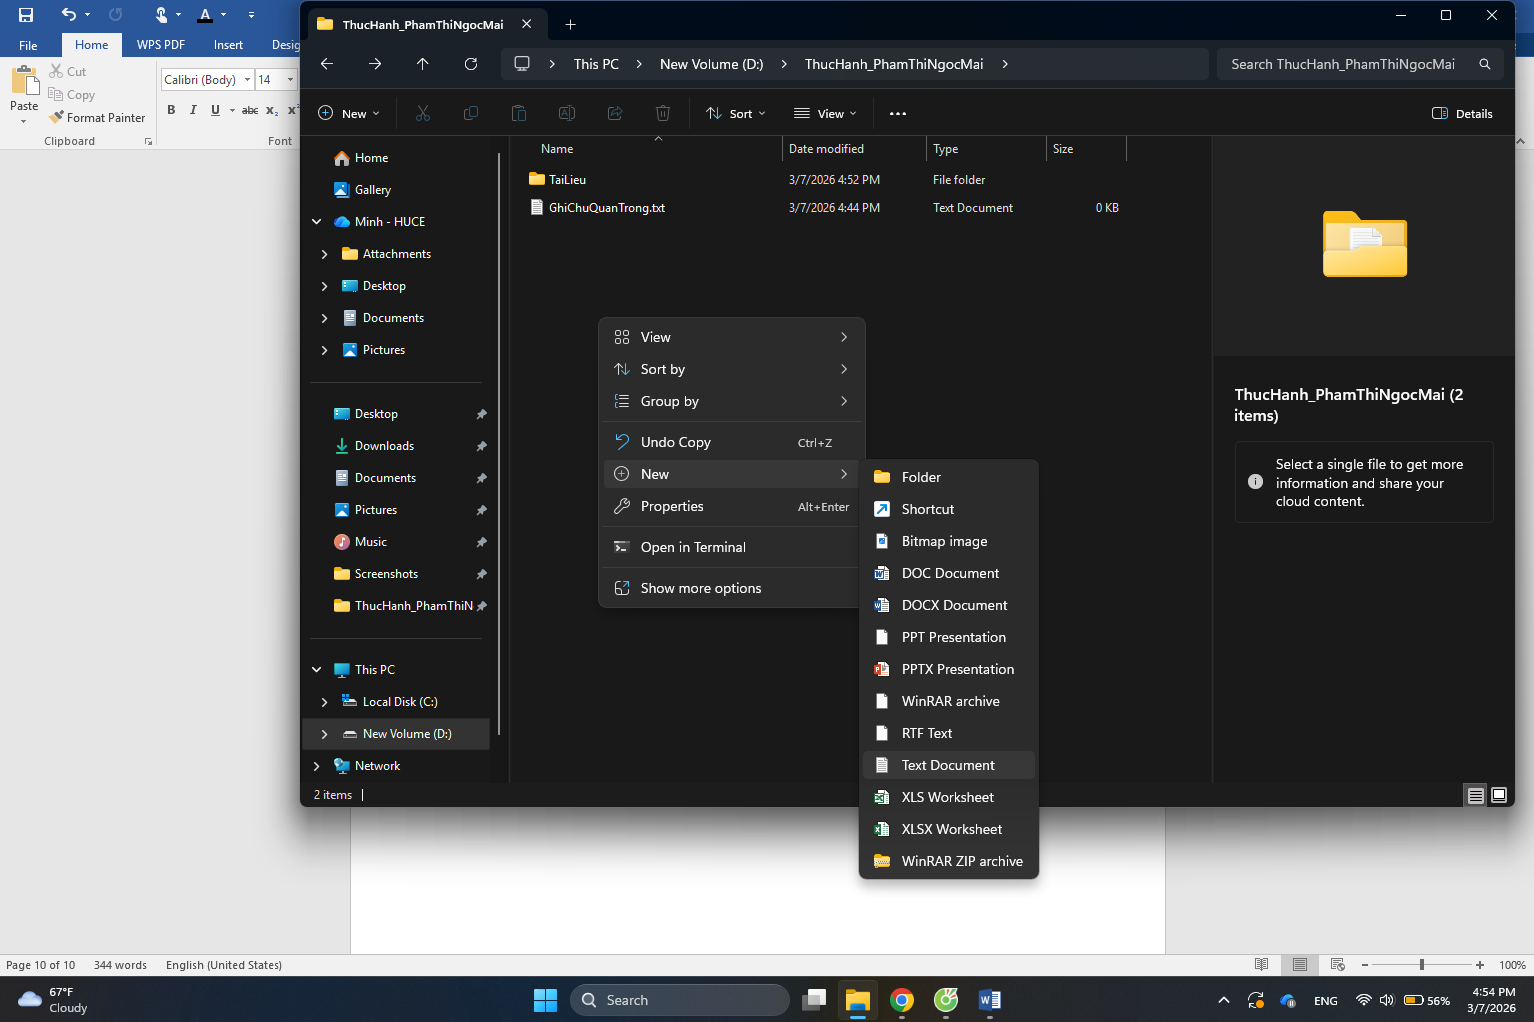 File
Home
WPS PDF
Insert
Desig
Paste
Cut
Copy
Format Painter
Clipboard
Calibri (Body)
14
B I U abc x₂ x²
Font
ThucHanh_PhamThiNgocMai
This PC
New Volume (D:)
ThucHanh_PhamThiNgocMai
Search ThucHanh_PhamThiNgocMai
New
Sort
View
Details
Home
Gallery
Minh - HUCE
Attachments
Desktop
Documents
Pictures
Desktop
Downloads
Documents
Pictures
Music
Screenshots
ThucHanh_PhamThiN
This PC
Local Disk (C:)
New Volume (D:)
Network
2 items
Name Date modified Type Size
TaiLieu 3/7/2026 4:52 PM File folder
GhiChuQuanTrong.txt 3/7/2026 4:44 PM Text Document 0 KB
View
Sort by
Group by
Undo Copy Ctrl+Z
New
Properties Alt+Enter
Open in Terminal
Show more options
Folder
Shortcut
Bitmap image
DOC Document
DOCX Document
PPT Presentation
PPTX Presentation
WinRAR archive
RTF Text
Text Document
XLS Worksheet
XLSX Worksheet
WinRAR ZIP archive
ThucHanh_PhamThiNgocMai (2
items)
Select a single file to get more
information and share your
cloud content.
Page 10 of 10
344 words
English (United States)
100%
67°F
Cloudy
Search
ENG
56%
4:54 PM
3/7/2026